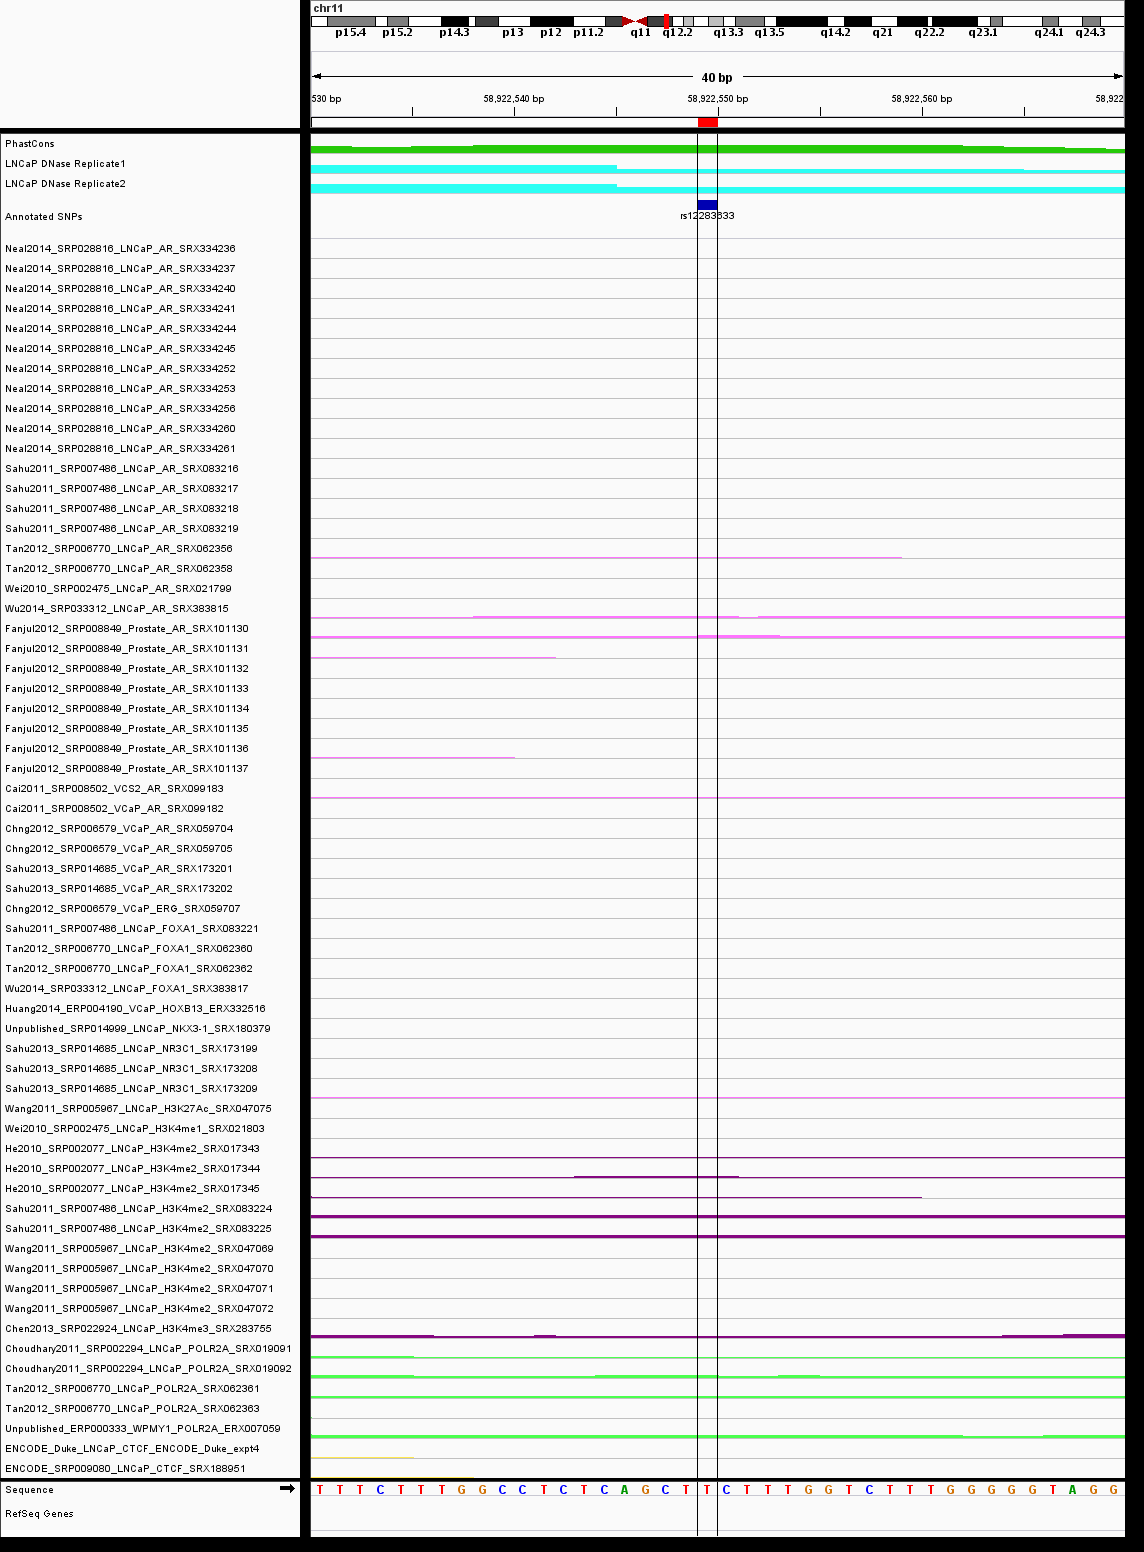 chr11
p15.4 p15.2 p14.3 p13 p12 p11.2 q11 q12.2 q13.3 q13.5 q14.2 q21 q22.2 q23.1 q24.1 q24.3
40 bp
530 bp 58,922,540 bp 58,922,550 bp 58,922,560 bp 58,922
PhastCons
LNCaP DNase Replicate1
LNCaP DNase Replicate2
Annotated SNPs rs12283633
Neal2014_SRP028816_LNCaP_AR_SRX334236
Neal2014_SRP028816_LNCaP_AR_SRX334237
Neal2014_SRP028816_LNCaP_AR_SRX334240
Neal2014_SRP028816_LNCaP_AR_SRX334241
Neal2014_SRP028816_LNCaP_AR_SRX334244
Neal2014_SRP028816_LNCaP_AR_SRX334245
Neal2014_SRP028816_LNCaP_AR_SRX334252
Neal2014_SRP028816_LNCaP_AR_SRX334253
Neal2014_SRP028816_LNCaP_AR_SRX334256
Neal2014_SRP028816_LNCaP_AR_SRX334260
Neal2014_SRP028816_LNCaP_AR_SRX334261
Sahu2011_SRP007486_LNCaP_AR_SRX083216
Sahu2011_SRP007486_LNCaP_AR_SRX083217
Sahu2011_SRP007486_LNCaP_AR_SRX083218
Sahu2011_SRP007486_LNCaP_AR_SRX083219
Tan2012_SRP006770_LNCaP_AR_SRX062356
Tan2012_SRP006770_LNCaP_AR_SRX062358
Wei2010_SRP002475_LNCaP_AR_SRX021799
Wu2014_SRP033312_LNCaP_AR_SRX383815
Fanjul2012_SRP008849_Prostate_AR_SRX101130
Fanjul2012_SRP008849_Prostate_AR_SRX101131
Fanjul2012_SRP008849_Prostate_AR_SRX101132
Fanjul2012_SRP008849_Prostate_AR_SRX101133
Fanjul2012_SRP008849_Prostate_AR_SRX101134
Fanjul2012_SRP008849_Prostate_AR_SRX101135
Fanjul2012_SRP008849_Prostate_AR_SRX101136
Fanjul2012_SRP008849_Prostate_AR_SRX101137
Cai2011_SRP008502_VCS2_AR_SRX099183
Cai2011_SRP008502_VCaP_AR_SRX099182
Chng2012_SRP006579_VCaP_AR_SRX059704
Chng2012_SRP006579_VCaP_AR_SRX059705
Sahu2013_SRP014685_VCaP_AR_SRX173201
Sahu2013_SRP014685_VCaP_AR_SRX173202
Chng2012_SRP006579_VCaP_ERG_SRX059707
Sahu2011_SRP007486_LNCaP_FOXA1_SRX083221
Tan2012_SRP006770_LNCaP_FOXA1_SRX062360
Tan2012_SRP006770_LNCaP_FOXA1_SRX062362
Wu2014_SRP033312_LNCaP_FOXA1_SRX383817
Huang2014_ERP004190_VCaP_HOXB13_ERX332516
Unpublished_SRP014999_LNCaP_NKX3-1_SRX180379
Sahu2013_SRP014685_LNCaP_NR3C1_SRX173199
Sahu2013_SRP014685_LNCaP_NR3C1_SRX173208
Sahu2013_SRP014685_LNCaP_NR3C1_SRX173209
Wang2011_SRP005967_LNCaP_H3K27Ac_SRX047075
Wei2010_SRP002475_LNCaP_H3K4me1_SRX021803
He2010_SRP002077_LNCaP_H3K4me2_SRX017343
He2010_SRP002077_LNCaP_H3K4me2_SRX017344
He2010_SRP002077_LNCaP_H3K4me2_SRX017345
Sahu2011_SRP007486_LNCaP_H3K4me2_SRX083224
Sahu2011_SRP007486_LNCaP_H3K4me2_SRX083225
Wang2011_SRP005967_LNCaP_H3K4me2_SRX047069
Wang2011_SRP005967_LNCaP_H3K4me2_SRX047070
Wang2011_SRP005967_LNCaP_H3K4me2_SRX047071
Wang2011_SRP005967_LNCaP_H3K4me2_SRX047072
Chen2013_SRP022924_LNCaP_H3K4me3_SRX283755
Choudhary2011_SRP002294_LNCaP_POLR2A_SRX019091
Choudhary2011_SRP002294_LNCaP_POLR2A_SRX019092
Tan2012_SRP006770_LNCaP_POLR2A_SRX062361
Tan2012_SRP006770_LNCaP_POLR2A_SRX062363
Unpublished_ERP000333_WPMY1_POLR2A_ERX007059
ENCODE_Duke_LNCaP_CTCF_ENCODE_Duke_expt4
ENCODE_SRP009080_LNCaP_CTCF_SRX188951
Sequence T T T C T T T G G C C T C T C A G C T T C T T T G G T C T T T G G G G G T A G G
RefSeq Genes